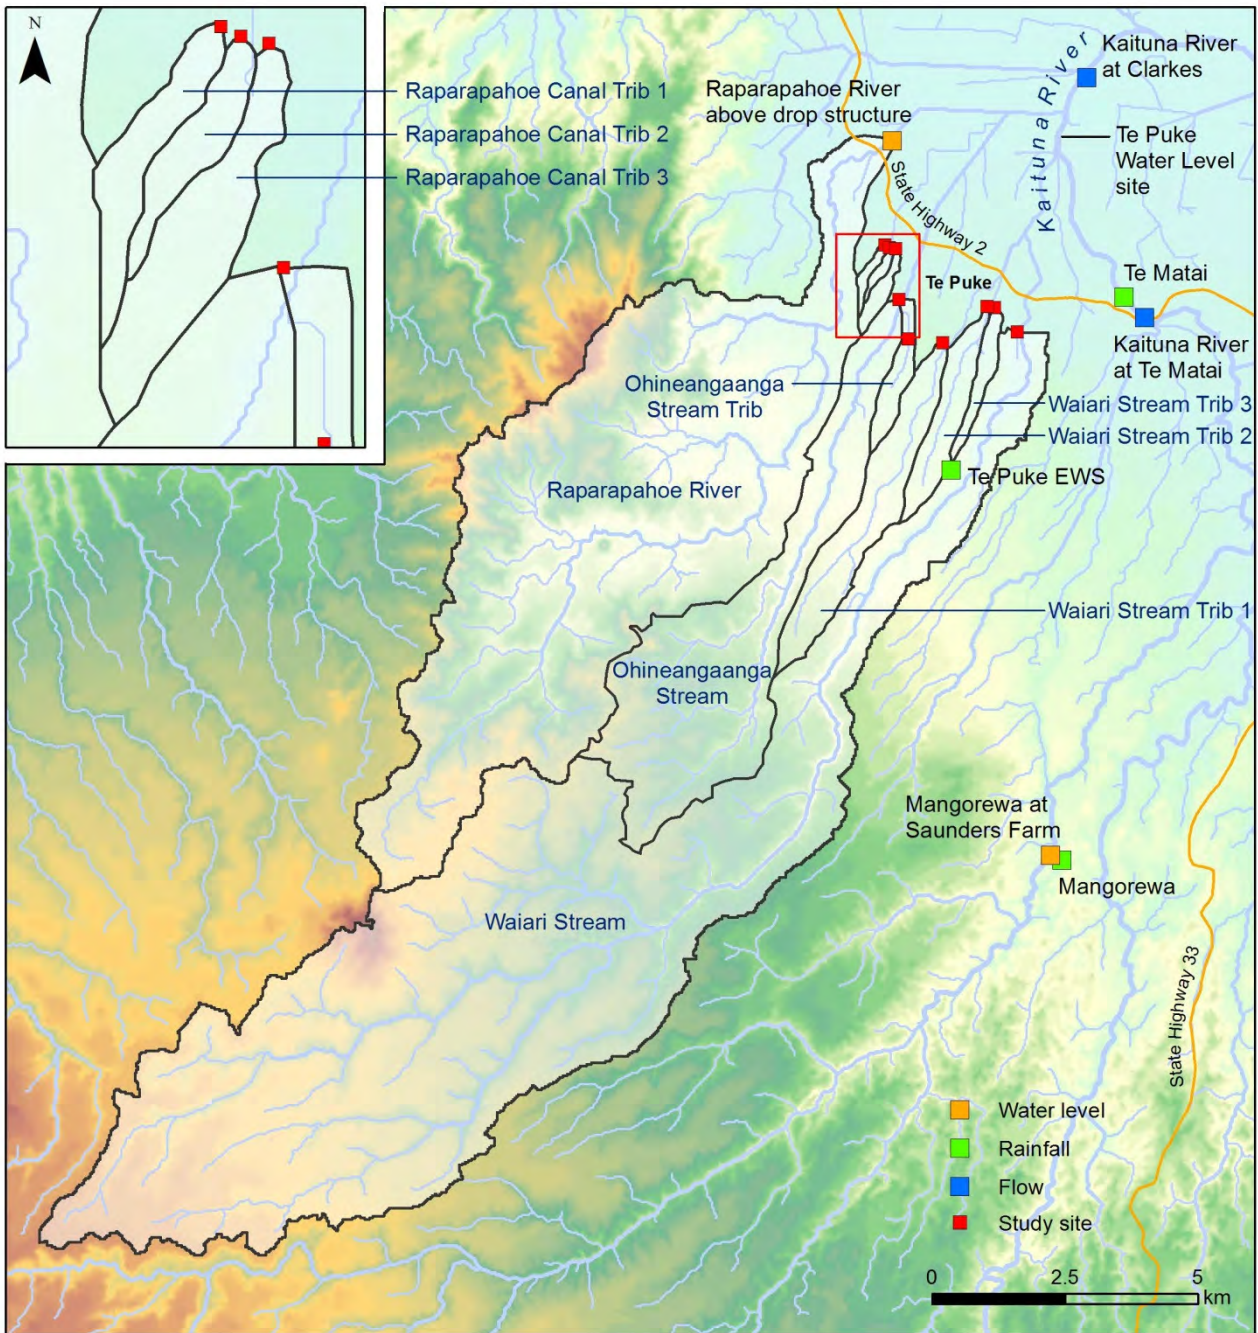 N
Raparapahoe Canal Trib 1
Raparapahoe Canal Trib 2
Raparapahoe Canal Trib 3
Raparapahoe River
above drop structure
Kaituna River
Kaituna River
at Clarkes
Te Puke
Water Level
site
State Highway 2
Te Puke
Te Matai
Kaituna River
at Te Matai
Ohineangaanga
Stream Trib
Waiari Stream Trib 3
Waiari Stream Trib 2
Te Puke EWS
Raparapahoe River
Waiari Stream Trib 1
Ohineangaanga
Stream
Mangorewa at
Saunders Farm
Mangorewa
Waiari Stream
State Highway 33
Water level
Rainfall
Flow
Study site
0 2.5 5
km